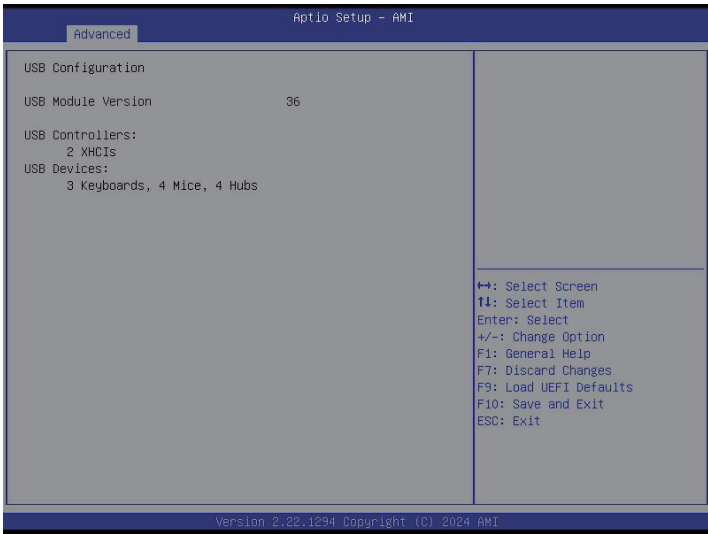 Aptio Setup – AMI
Advanced
USB Configuration
USB Module Version 36
USB Controllers:
2 XHCIs
USB Devices:
3 Keyboards, 4 Mice, 4 Hubs
↔: Select Screen
↑↓: Select Item
Enter: Select
+/-: Change Option
F1: General Help
F7: Discard Changes
F9: Load UEFI Defaults
F10: Save and Exit
ESC: Exit
Version 2.22.1294 Copyright (C) 2024 AMI